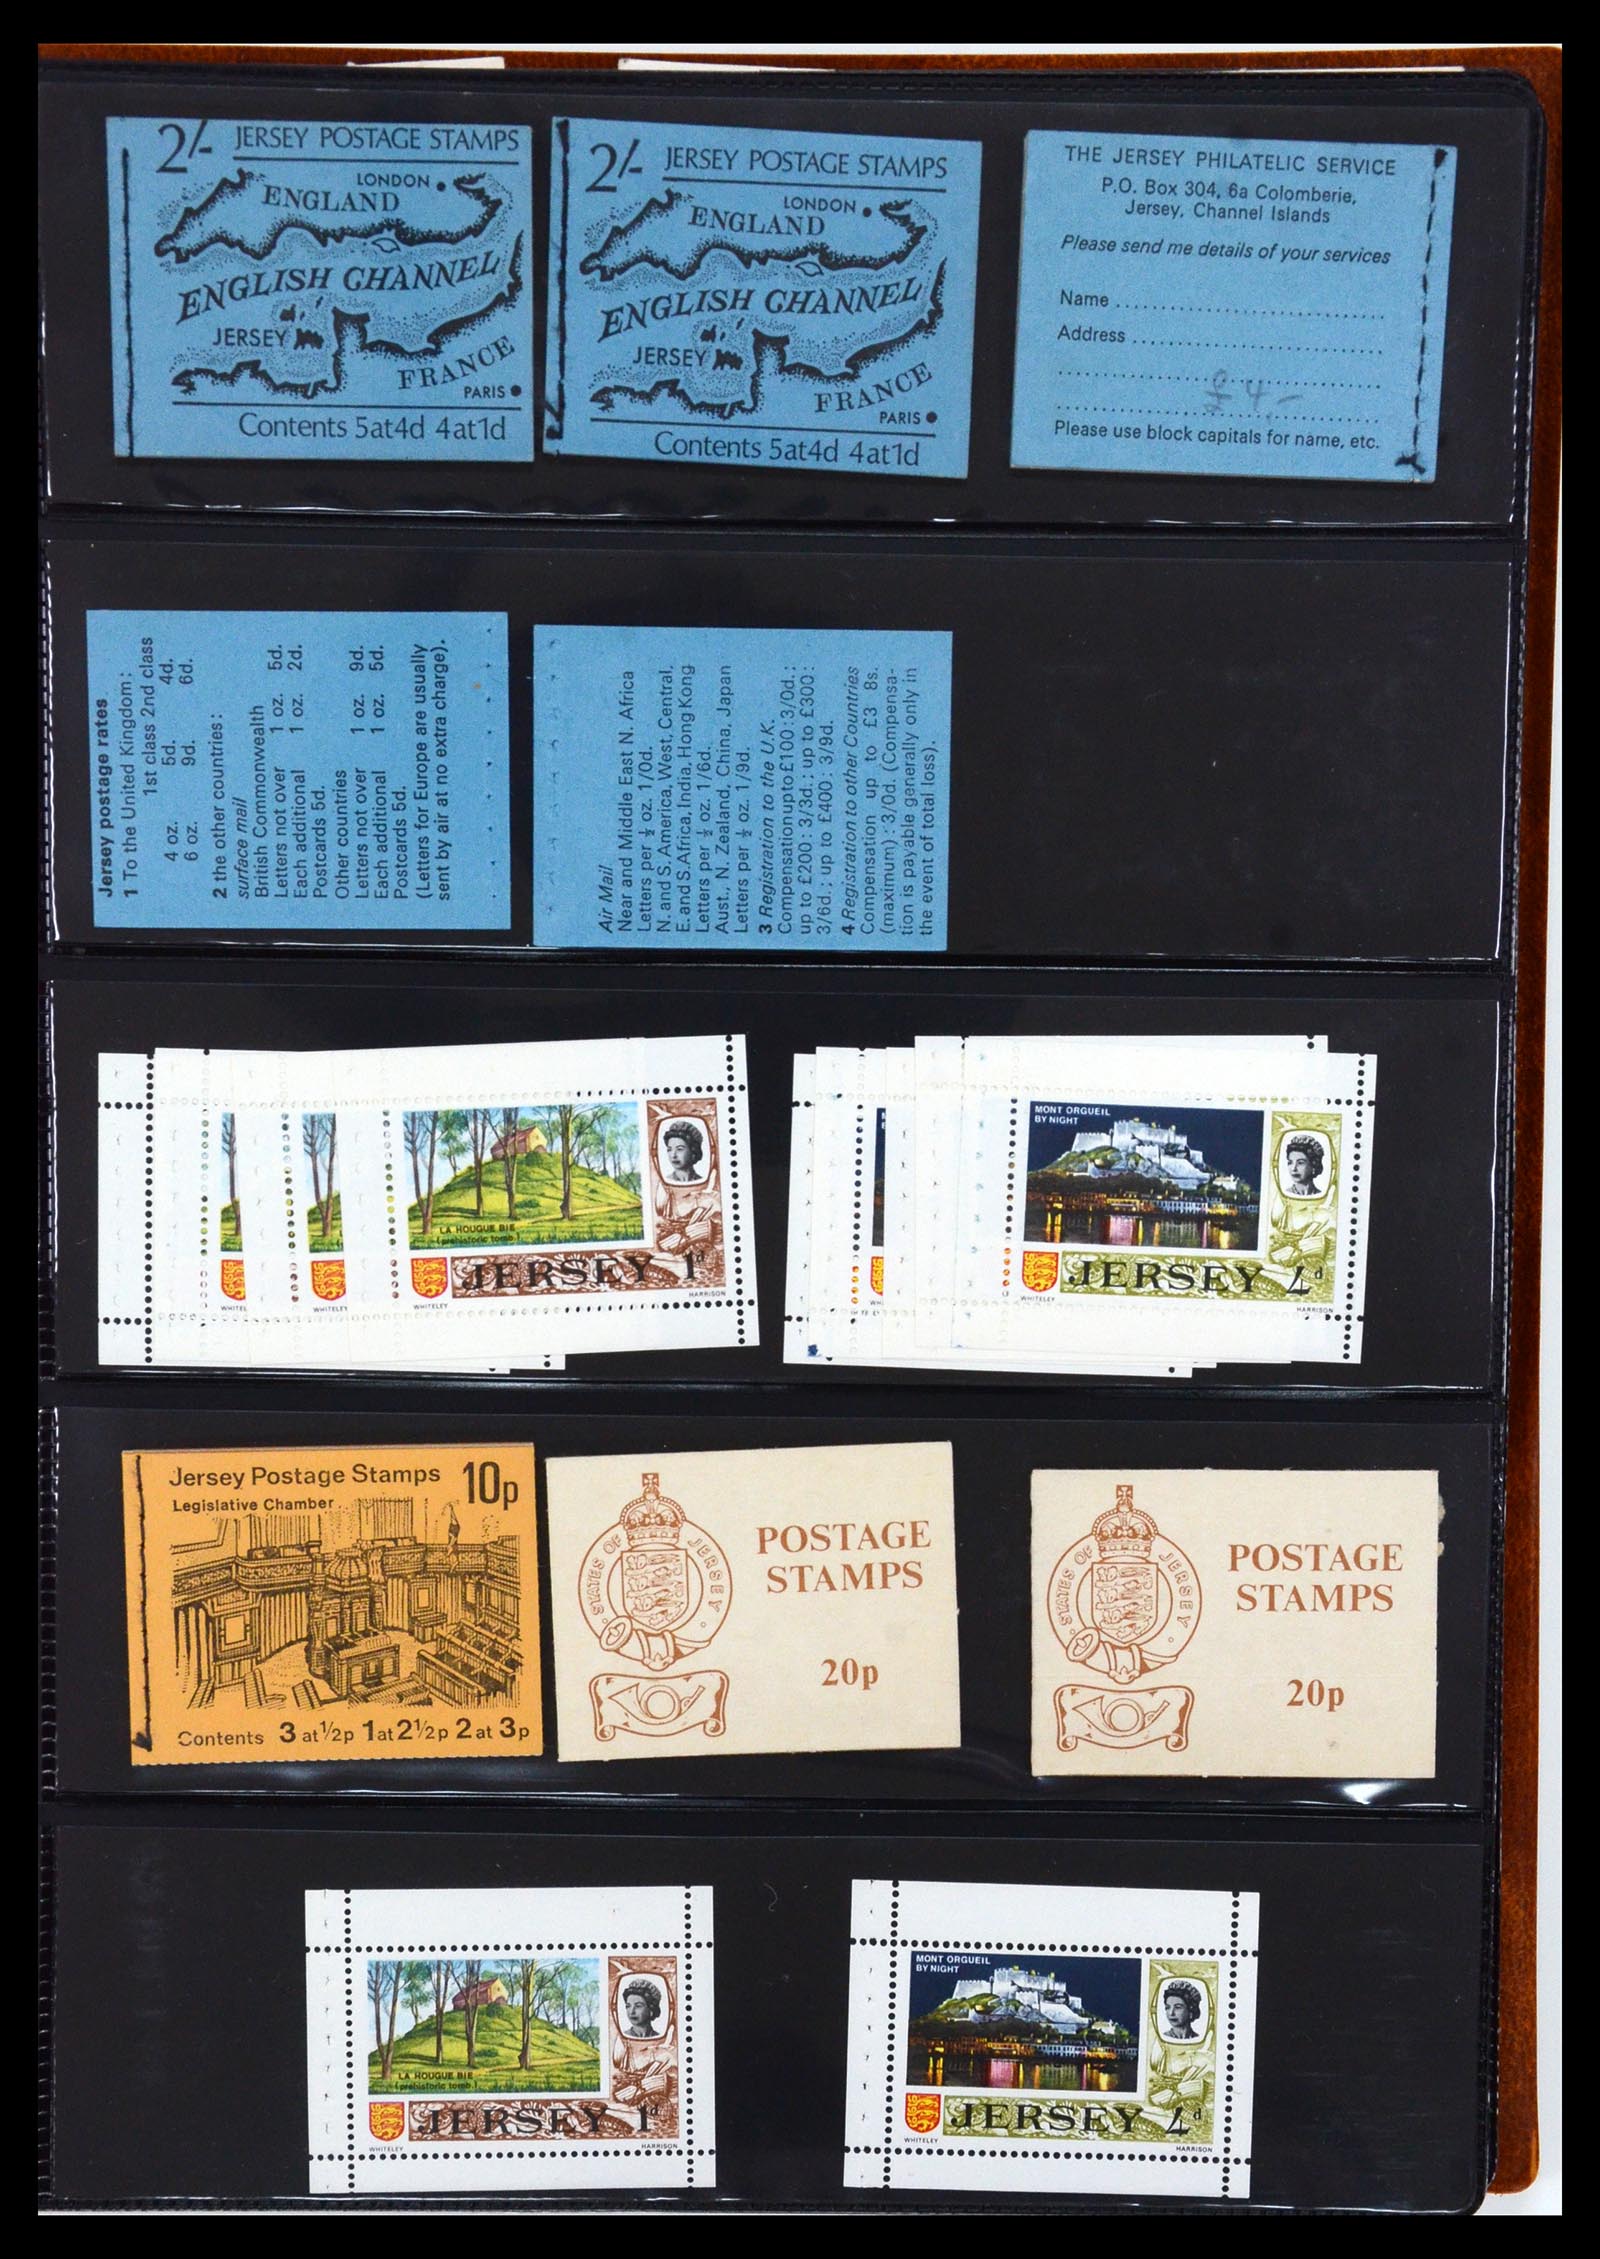 2/- JERSEY POSTAGE STAMPS
LONDON
ENGLAND
ENGLISH CHANNEL
JERSEY
FRANCE
PARIS
Contents 5at4d 4at1d
2/- JERSEY POSTAGE STAMPS
LONDON
ENGLAND
ENGLISH CHANNEL
JERSEY
FRANCE
PARIS
Contents 5at4d 4at1d
THE JERSEY PHILATELIC SERVICE
P.O. Box 304, 6a Colomberie,
Jersey, Channel Islands
Please send me details of your services
Name
Address
£4-
Please use block capitals for name, etc.
Jersey postage rates
1 To the United Kingdom:
1st class 2nd class
4 oz. 5d. 4d.
6 oz. 9d. 6d.
2 the other countries:
surface mail
British Commonwealth
Letters not over 1 oz. 5d.
Each additional 1 oz. 2d.
Postcards 5d.
Other countries
Letters not over 1 oz. 9d.
Each additional 1 oz. 5d.
Postcards 5d.
(Letters for Europe are usually
sent by air at no extra charge).
Air Mail
Near and Middle East N. Africa
Letters per ½ oz. 1/0d.
N. and S. America, West, Central,
E. and S. Africa, India, Hong Kong
Letters per ½ oz. 1/6d.
Aust., N. Zealand, China, Japan
Letters per ½ oz. 1/9d.
3 Registration to the U.K.
Compensation up to £100: 3/0d.;
up to £200: 3/3d.; up to £300:
3/6d.; up to £400: 3/9d.
4 Registration to other Countries
Compensation up to £3 8s.
(maximum): 3/0d. (Compensa-
tion is payable generally only in
the event of total loss).
LA HOUGUE BIE
(prehistoric tomb.)
JERSEY 1d
WHITELEY
WHITELEY
WHITELEY HARRISON
MONT ORGUEIL
BY NIGHT
JERSEY 4d
WHITELEY HARRISON
Jersey Postage Stamps 10p
Legislative Chamber
Contents 3 at ½p 1 at 2½p 2 at 3p
STATES OF JERSEY
POSTAGE
STAMPS
20p
STATES OF JERSEY
POSTAGE
STAMPS
20p
LA HOUGUE BIE
(prehistoric tomb.)
JERSEY 1d
WHITELEY HARRISON
MONT ORGUEIL
BY NIGHT
JERSEY 4d
WHITELEY HARRISON